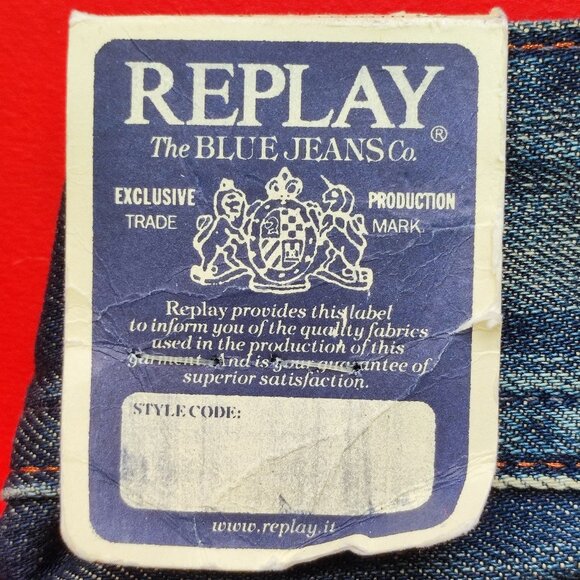 REPLAY®
The BLUE JEANS Co.
EXCLUSIVE PRODUCTION
TRADE MARK.
Replay provides this label
to inform you of the quality fabrics
used in the production of this
garment. And is your guarantee of
superior satisfaction.
STYLE CODE:
www.replay.it